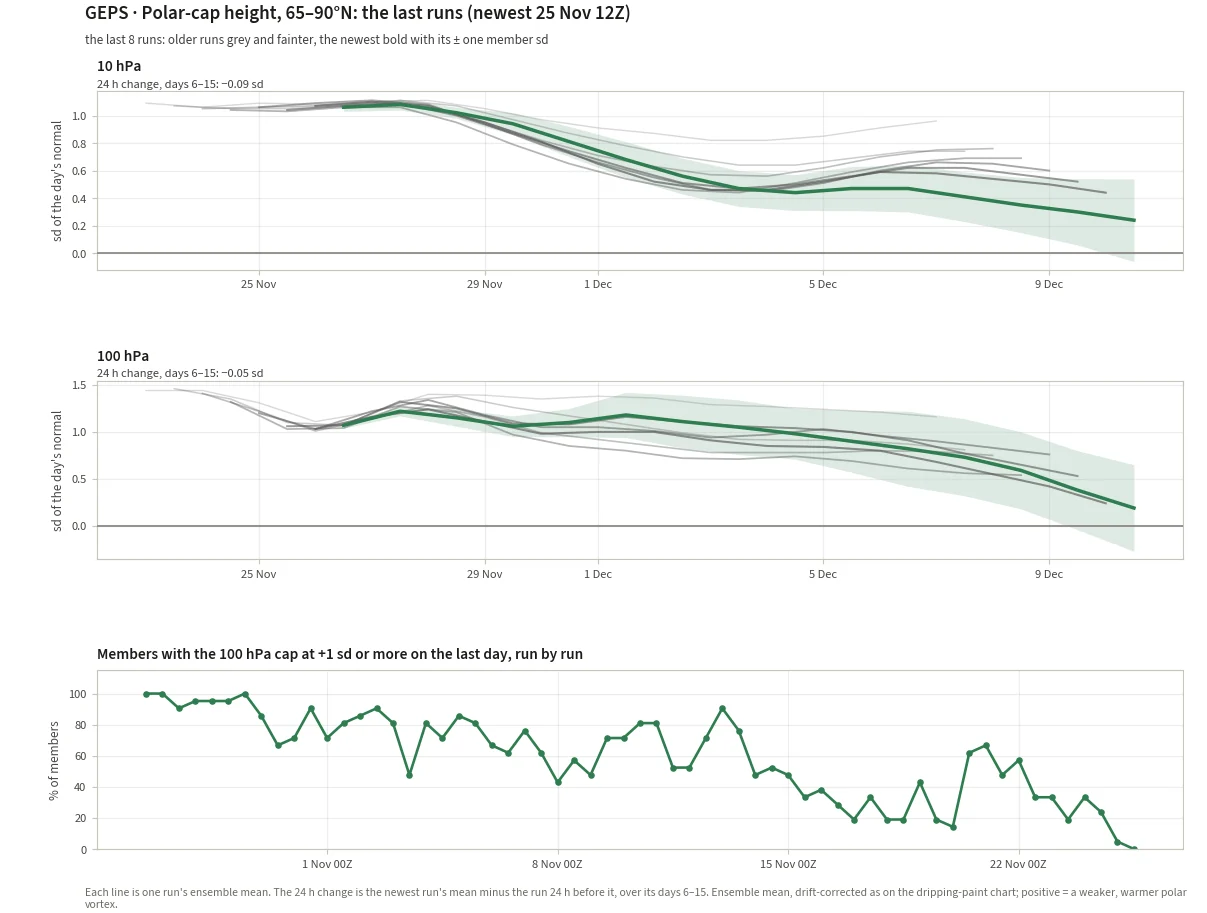 GEPS · Polar-cap height, 65–90°N: the last runs (newest 25 Nov 12Z)
the last 8 runs: older runs grey and fainter, the newest bold with its ± one member sd
10 hPa
24 h change, days 6–15: −0.09 sd
sd of the day's normal
1.0
0.8
0.6
0.4
0.2
0.0
25 Nov
29 Nov
1 Dec
5 Dec
9 Dec
100 hPa
24 h change, days 6–15: −0.05 sd
sd of the day's normal
1.5
1.0
0.5
0.0
25 Nov
29 Nov
1 Dec
5 Dec
9 Dec
Members with the 100 hPa cap at +1 sd or more on the last day, run by run
% of members
100
80
60
40
20
0
1 Nov 00Z
8 Nov 00Z
15 Nov 00Z
22 Nov 00Z
Each line is one run's ensemble mean. The 24 h change is the newest run's mean minus the run 24 h before it, over its days 6–15. Ensemble mean, drift-corrected as on the dripping-paint chart; positive = a weaker, warmer polar
vortex.